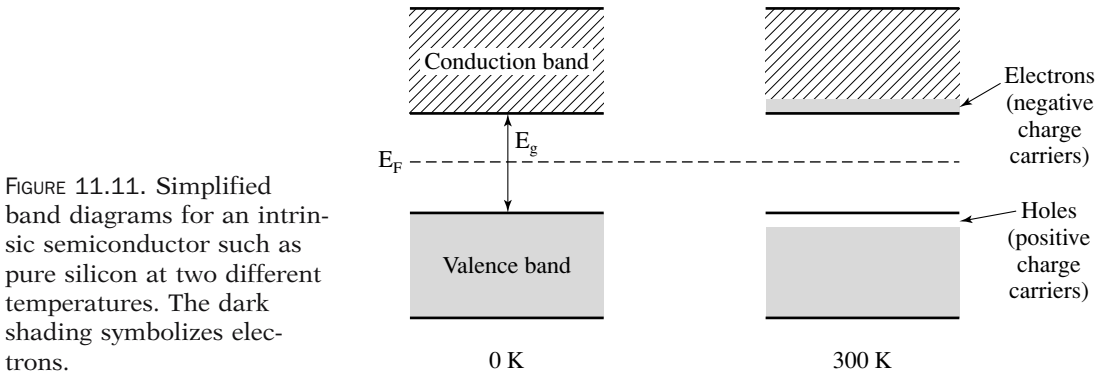 FIGURE 11.11. Simplified
band diagrams for an intrin-
sic semiconductor such as
pure silicon at two different
temperatures. The dark
shading symbolizes elec-
trons.
Conduction band
E_g
E_F
Valence band
0 K
Electrons
(negative
charge
carriers)
Holes
(positive
charge
carriers)
300 K